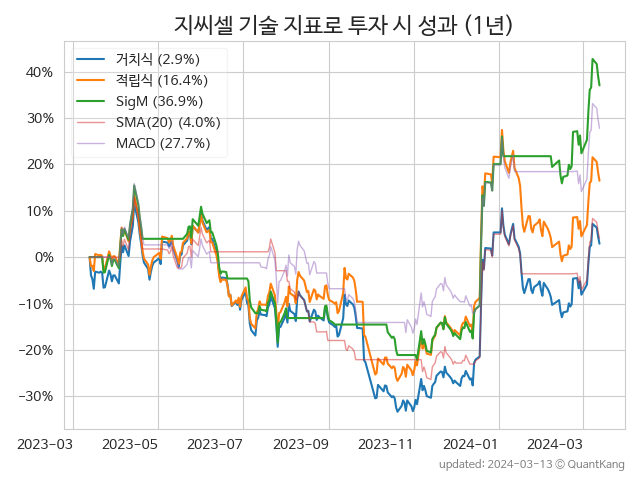 지씨셀 기술 지표로 투자 시 성과 (1년)
거치식 (2.9%)
적립식 (16.4%)
SigM (36.9%)
SMA(20) (4.0%)
MACD (27.7%)
40%
30%
20%
10%
0%
−10%
−20%
−30%
2023-03 2023-05 2023-07 2023-09 2023-11 2024-01 2024-03
updated: 2024-03-13 ⓒ QuantKang